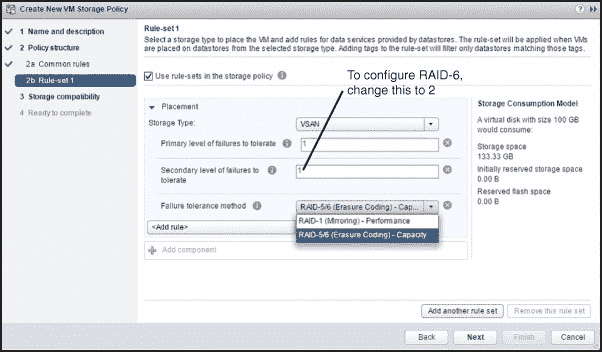 Create New VM Storage Policy
1 Name and description
2 Policy structure
2a Common rules
2b Rule-set 1
3 Storage compatibility
4 Ready to complete
Rule-set 1
Select a storage type to place the VM and add rules for data services provided by datastores. The rule-set will be applied when VMs
are placed on datastores from the selected storage type. Adding tags to the rule-set will filter only datastores matching those tags.
Use rule-sets in the storage policy
To configure RAID-6,
change this to 2
Placement
Storage Type:
VSAN
Primary level of failures to tolerate
1
Secondary level of failures to
tolerate
1
Failure tolerance method
RAID-5/6 (Erasure Coding) - Cap...
RAID-1 (Mirroring) - Performance
RAID-5/6 (Erasure Coding) - Capacity
<Add rule>
Add component
Storage Consumption Model
A virtual disk with size 100 GB
would consume:
Storage space
133.33 GB
Initially reserved storage space
0.00 B
Reserved flash space
0.00 B
Add another rule set
Remove this rule set
Back
Next
Finish
Cancel